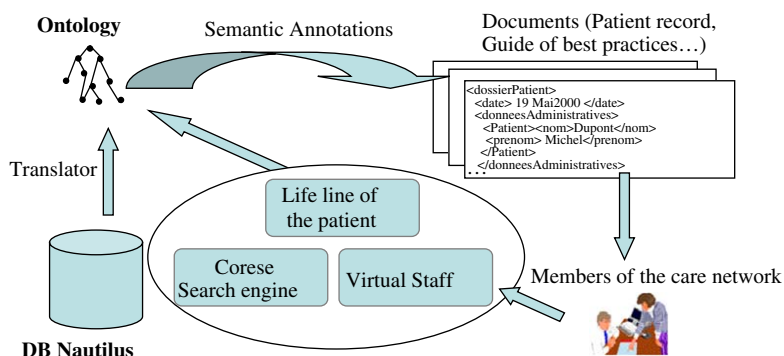 Ontology
Semantic Annotations
Documents (Patient record,
Guide of best practices…)
<dossierPatient>
<date> 19 Mai2000 </date>
<donneesAdministratives>
<Patient><nom>Dupont</nom>
<prenom> Michel</prenom>
</Patient>
</donneesAdministratives>
. . .
Translator
Life line of
the patient
Corese
Search engine
Virtual Staff
Members of the care network
DB Nautilus